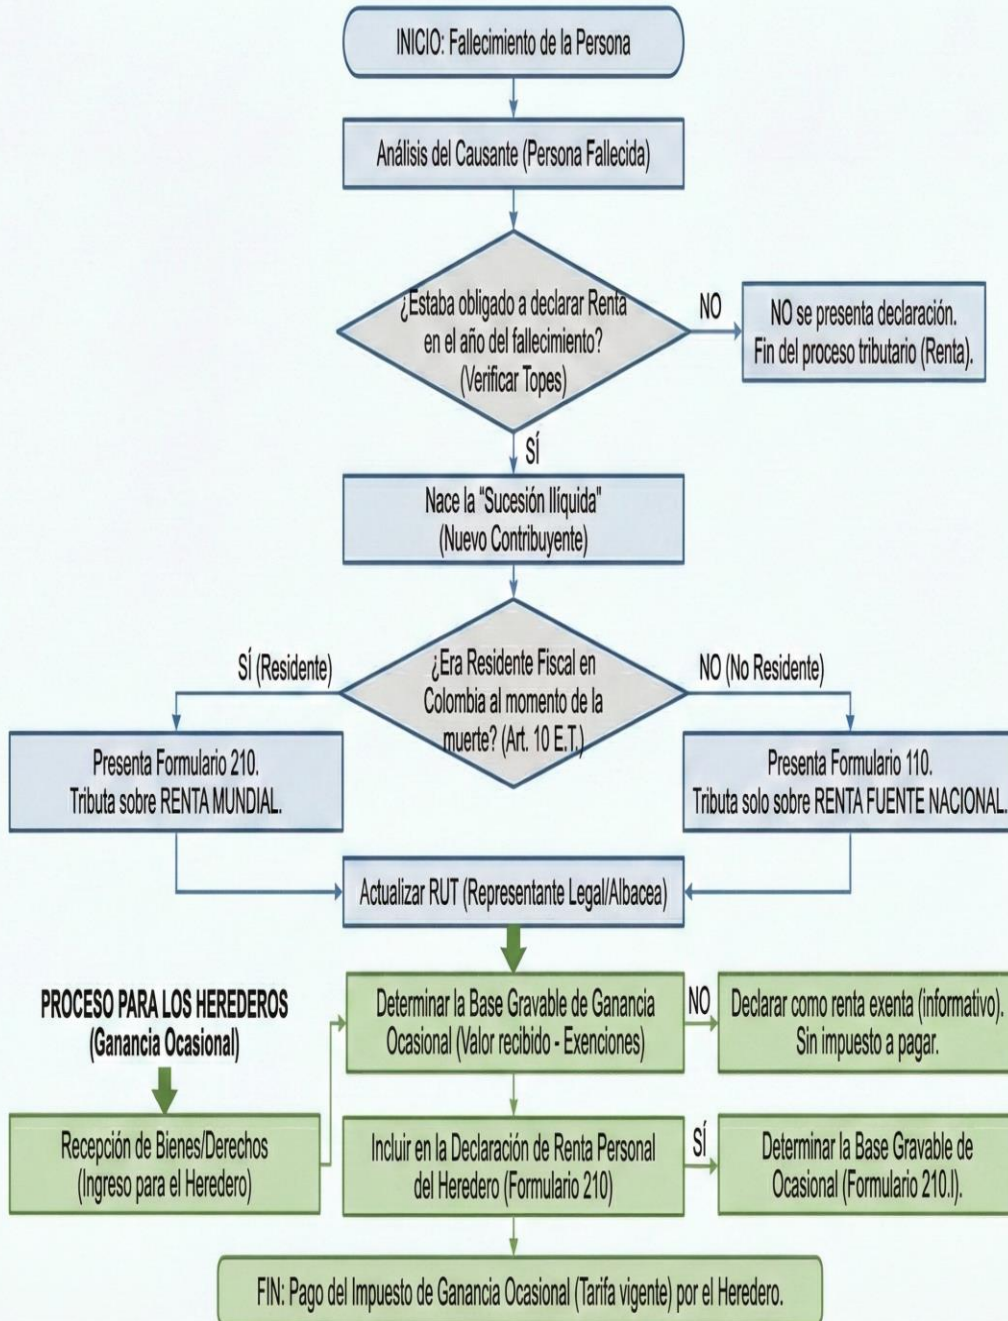 INICIO: Fallecimiento de la Persona
Análisis del Causante (Persona Fallecida)
¿Estaba obligado a declarar Renta
en el año del fallecimiento?
(Verificar Topes)
NO
NO se presenta declaración.
Fin del proceso tributario (Renta).
SÍ
Nace la "Sucesión Ilíquida"
(Nuevo Contribuyente)
¿Era Residente Fiscal en
Colombia al momento de la
muerte? (Art. 10 E.T.)
SÍ (Residente)
NO (No Residente)
Presenta Formulario 210.
Tributa sobre RENTA MUNDIAL.
Presenta Formulario 110.
Tributa solo sobre RENTA FUENTE NACIONAL.
Actualizar RUT (Representante Legal/Albacea)
PROCESO PARA LOS HEREDEROS
(Ganancia Ocasional)
Recepción de Bienes/Derechos
(Ingreso para el Heredero)
Determinar la Base Gravable de Ganancia
Ocasional (Valor recibido - Exenciones)
NO
Declarar como renta exenta (informativo).
Sin impuesto a pagar.
Incluir en la Declaración de Renta Personal
del Heredero (Formulario 210)
SÍ
Determinar la Base Gravable de
Ocasional (Formulario 210.I).
FIN: Pago del Impuesto de Ganancia Ocasional (Tarifa vigente) por el Heredero.